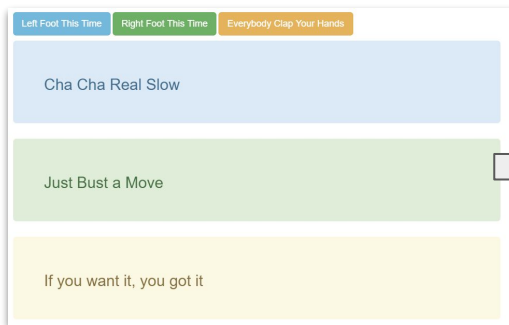 Left Foot This Time Right Foot This Time Everybody Clap Your Hands
Cha Cha Real Slow
Just Bust a Move
If you want it, you got it